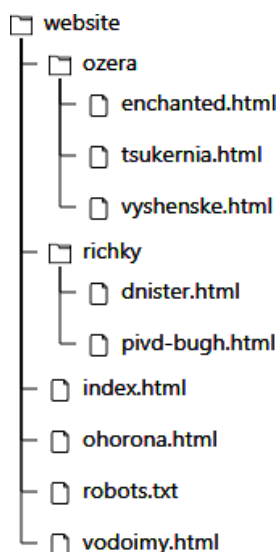 website
ozera
enchanted.html
tsukernia.html
vyshenske.html
richky
dnister.html
pivd-bugh.html
index.html
ohorona.html
robots.txt
vodoimy.html